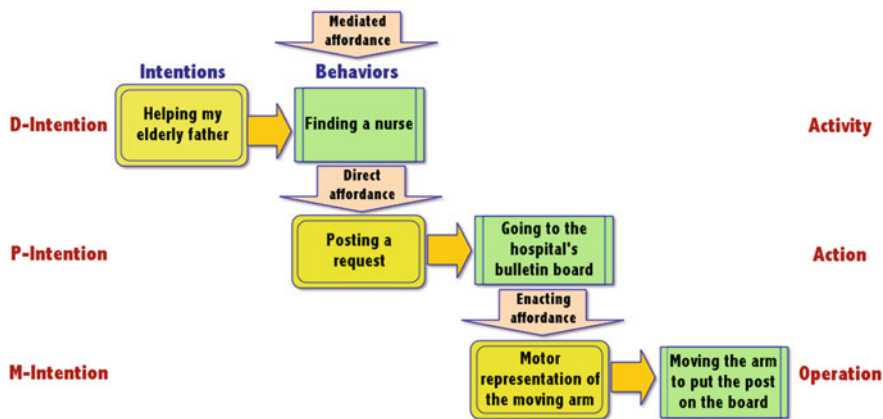 Mediated
affordance
Intentions
Behaviors
D-Intention
Helping my
elderly father
Finding a nurse
Activity
Direct
affordance
P-Intention
Posting a
request
Going to the
hospital's
bulletin board
Action
Enacting
affordance
M-Intention
Motor
representation of
the moving arm
Moving the arm
to put the post
on the board
Operation